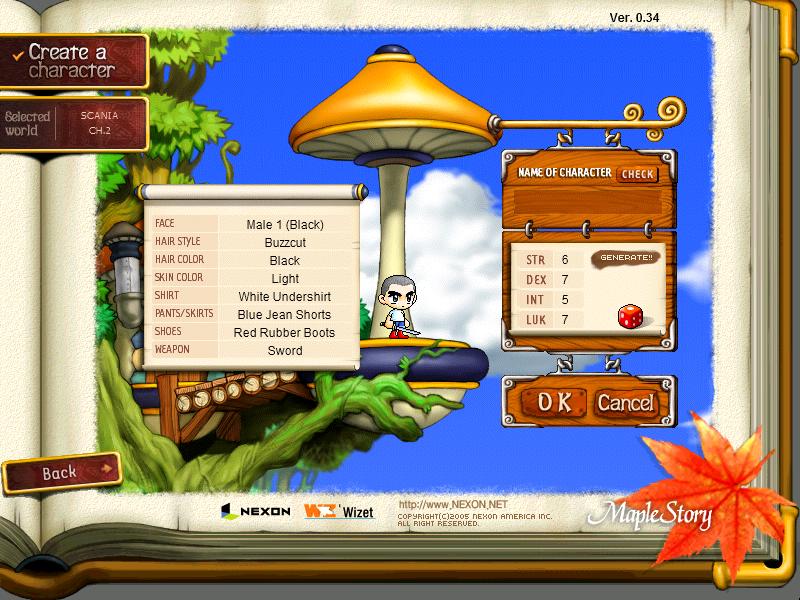 Ver. 0.34
Create a
character
Selected
world
SCANIA
CH.2
NAME OF CHARACTER
CHECK
FACE Male 1 (Black)
HAIR STYLE Buzzcut
HAIR COLOR Black
SKIN COLOR Light
SHIRT White Undershirt
PANTS/SKIRTS Blue Jean Shorts
SHOES Red Rubber Boots
WEAPON Sword
STR 6
DEX 7
INT 5
LUK 7
GENERATE!!
OK
Cancel
Back
NEXON
Wizet
http://www.NEXON.NET
COPYRIGHT(C)2005 NEXON AMERICA INC.
ALL RIGHT RESERVED.
MapleStory